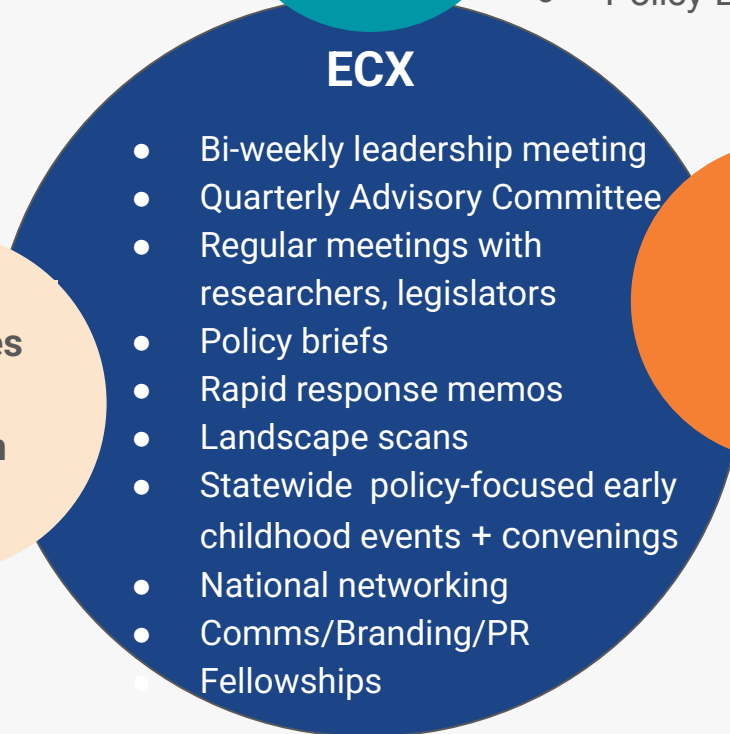 ECX
● Bi-weekly leadership meeting
● Quarterly Advisory Committee
● Regular meetings with
researchers, legislators
● Policy briefs
● Rapid response memos
● Landscape scans
● Statewide policy-focused early
childhood events + convenings
● National networking
● Comms/Branding/PR
● Fellowships